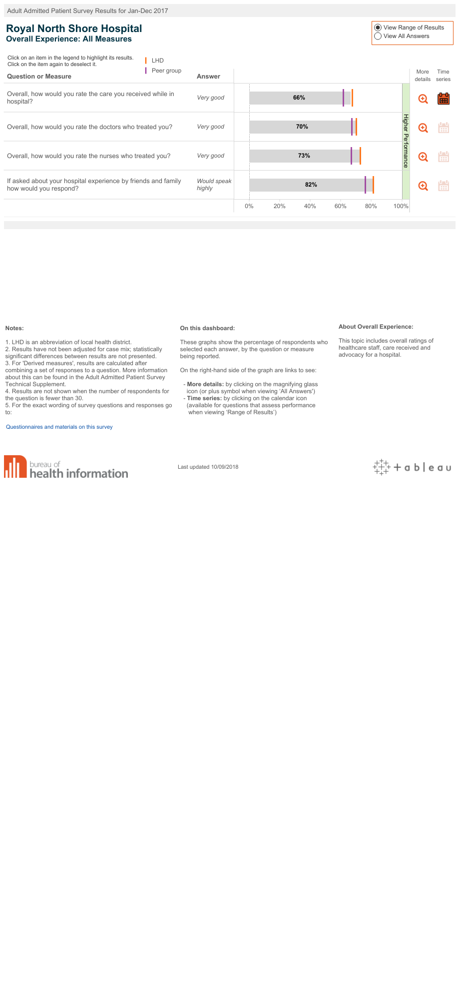 Adult Admitted Patient Survey Results for Jan-Dec 2017
Royal North Shore Hospital
Overall Experience: All Measures
View Range of Results
View All Answers
Click on an item in the legend to highlight its results.
Click on the item again to deselect it.
LHD
Peer group
Question or Measure
Answer
More details
Time series
Overall, how would you rate the care you received while in
hospital?
Very good
66%
Overall, how would you rate the doctors who treated you?
Very good
70%
Overall, how would you rate the nurses who treated you?
Very good
73%
If asked about your hospital experience by friends and family
how would you respond?
Would speak
highly
82%
Higher Performance
0% 20% 40% 60% 80% 100%
Notes:
1. LHD is an abbreviation of local health district.
2. Results have not been adjusted for case mix; statistically
significant differences between results are not presented.
3. For 'Derived measures', results are calculated after
combining a set of responses to a question. More information
about this can be found in the Adult Admitted Patient Survey
Technical Supplement.
4. Results are not shown when the number of respondents for
the question is fewer than 30.
5. For the exact wording of survey questions and responses go
to:
Questionnaires and materials on this survey
On this dashboard:
These graphs show the percentage of respondents who
selected each answer, by the question or measure
being reported.
On the right-hand side of the graph are links to see:
- More details: by clicking on the magnifying glass
icon (or plus symbol when viewing ‘All Answers’)
- Time series: by clicking on the calendar icon
(available for questions that assess performance
when viewing ‘Range of Results’)
About Overall Experience:
This topic includes overall ratings of
healthcare staff, care received and
advocacy for a hospital.
bureau of
health information
Last updated 10/09/2018
+ a b l e a u